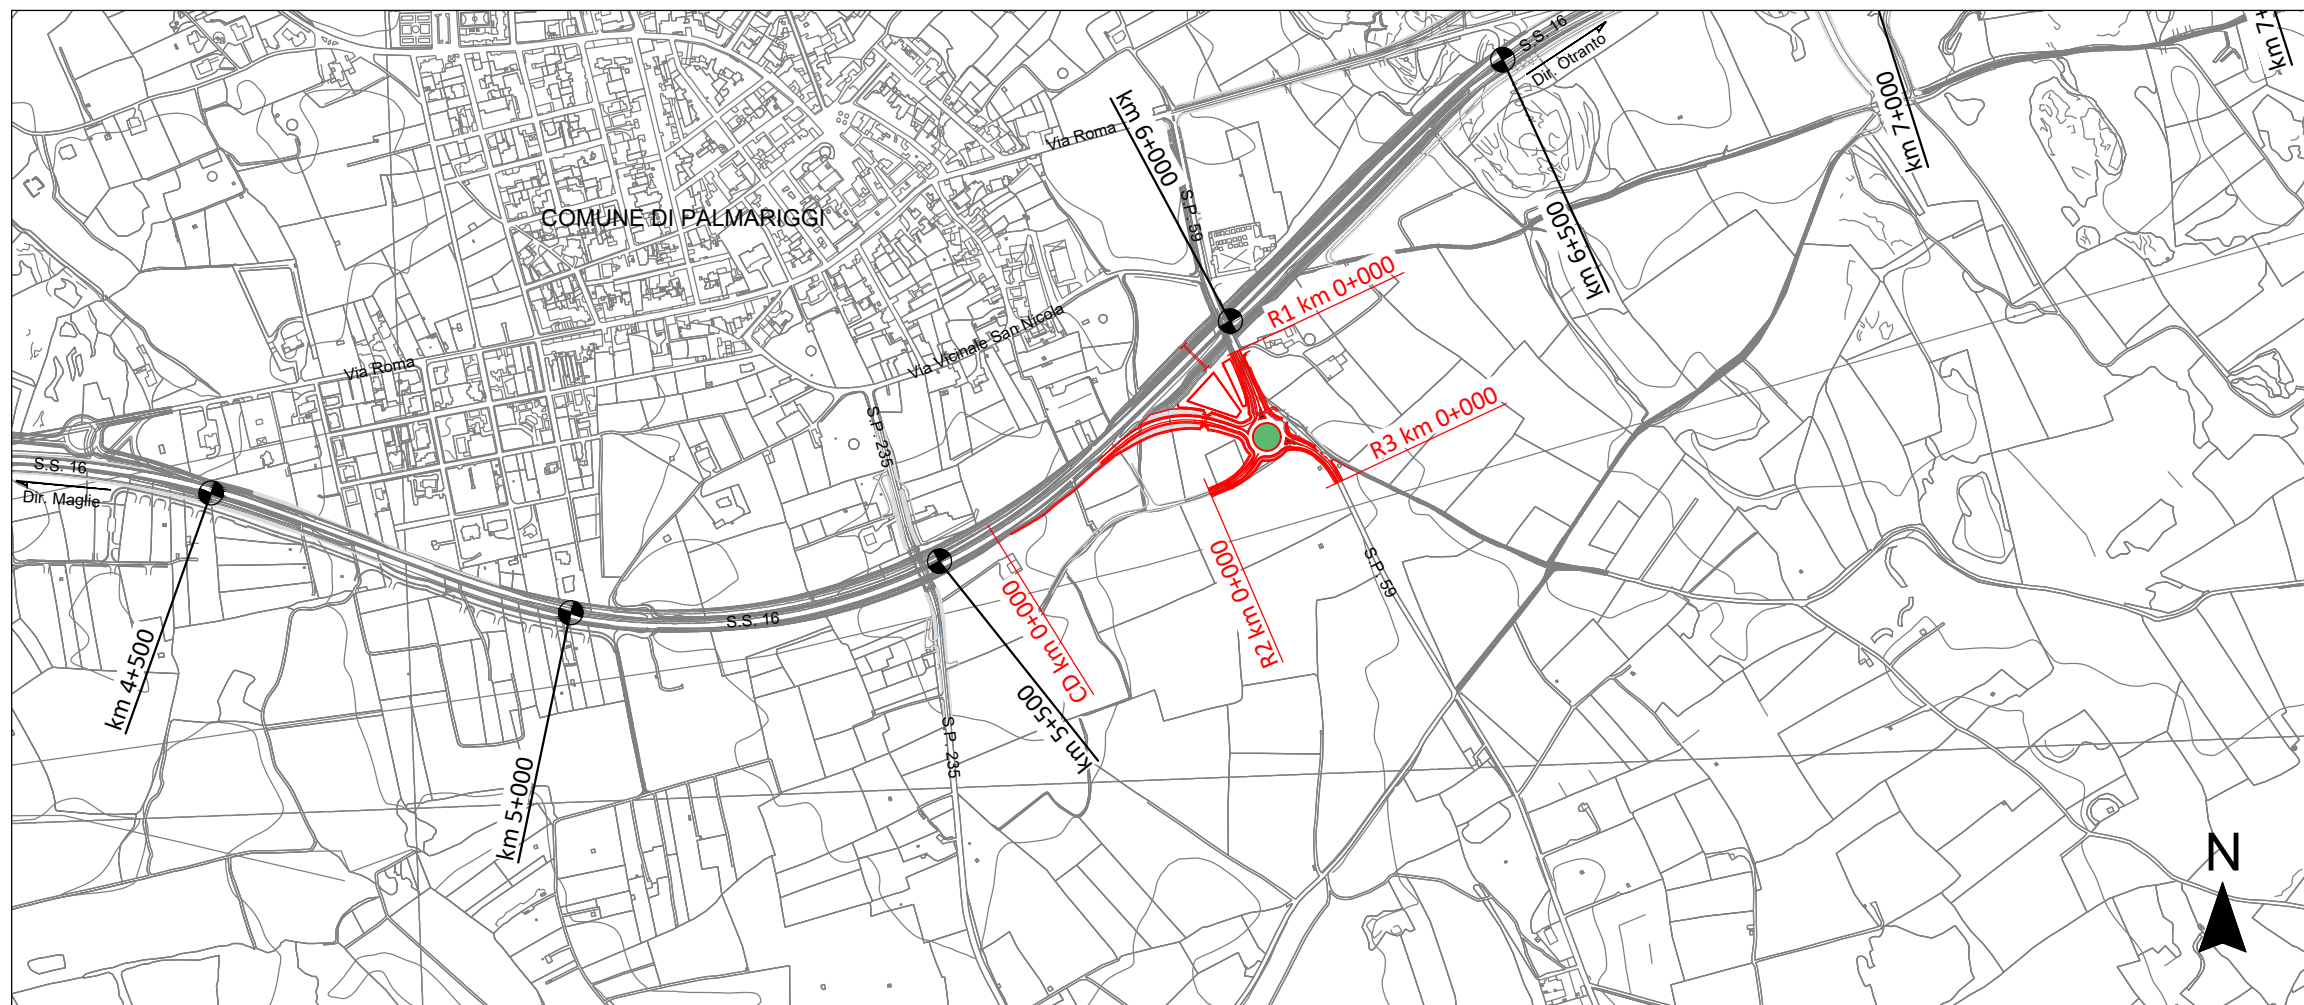 S.S. 16
Dir. Otranto
km 7+
km 7+000
km 6+000
Via Roma
S.P. 59
COMUNE DI PALMARIGGI
km 6+500
R1 km 0+000
Via Vicinale San Nicola
Via Roma
R3 km 0+000
S.P. 235
S.S. 16
Dir. Maglie
R2 km 0+000
S.P. 59
CD km 0+000
S.S. 16
km 4+500
km 5+500
S.P. 235
km 5+000
N